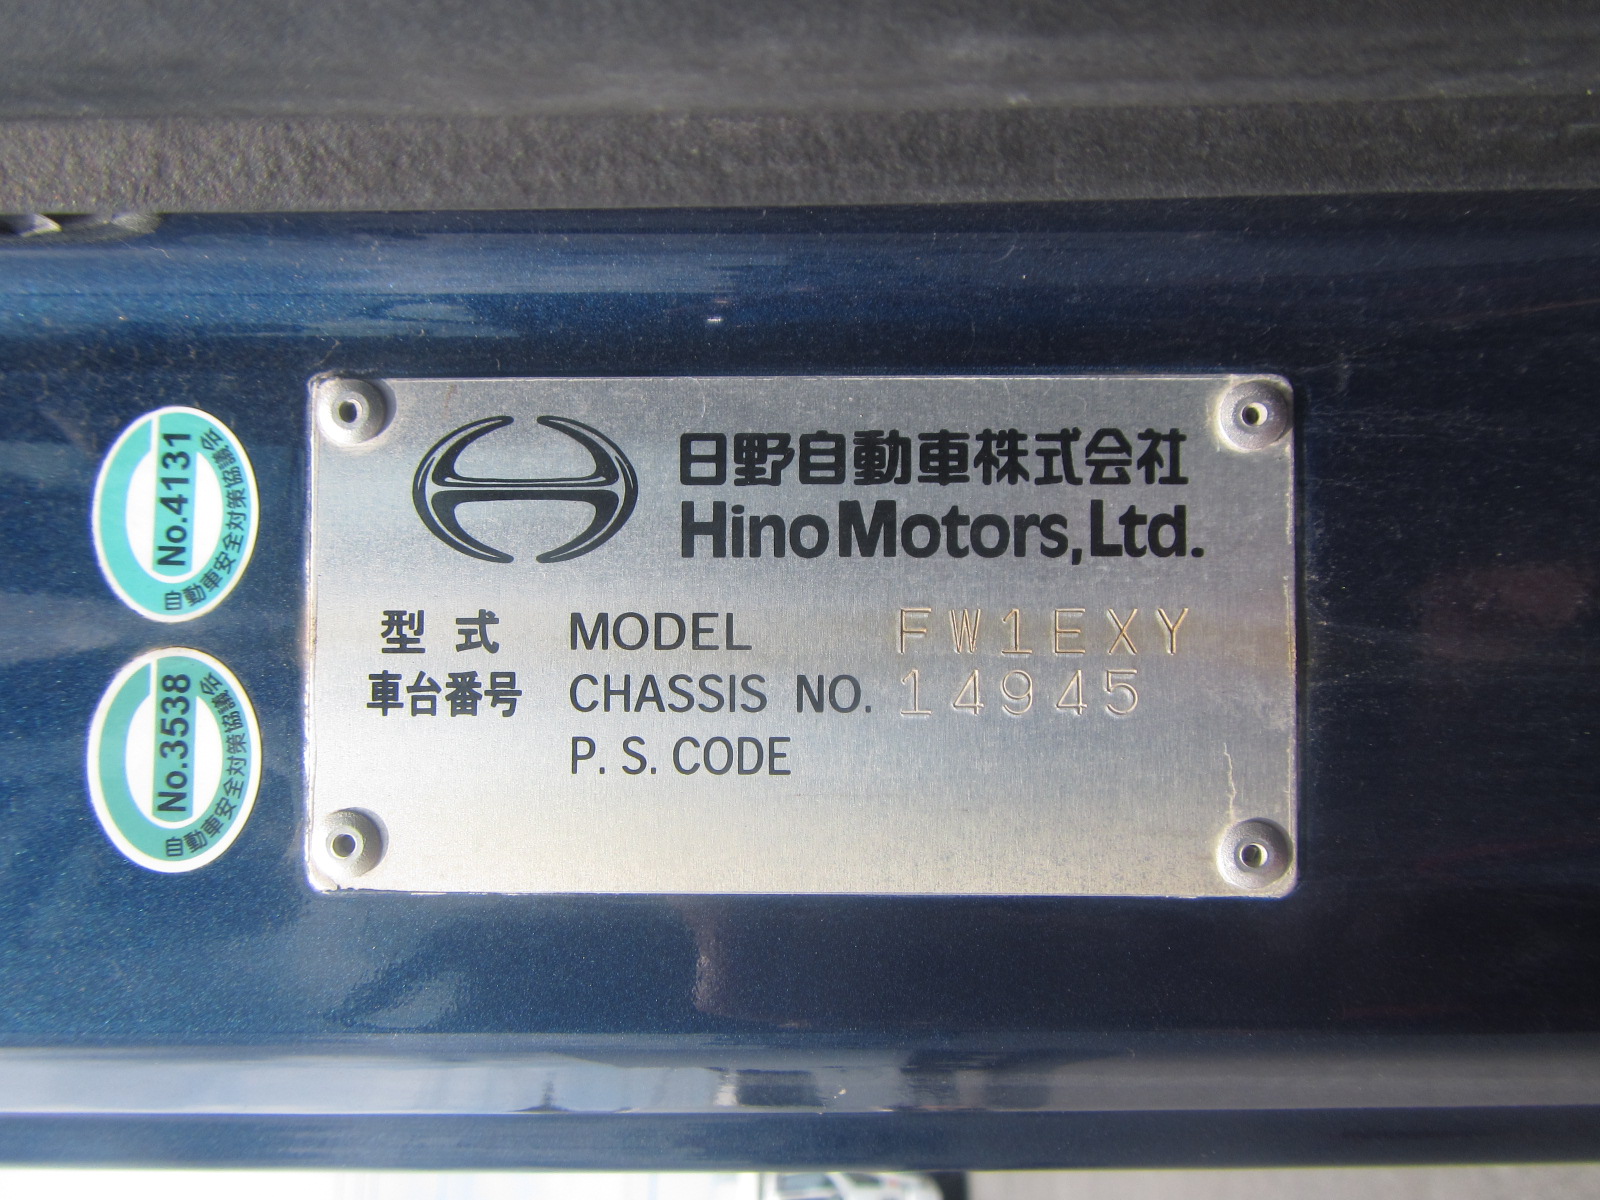 No.4131
自動車安全対策協議会
No.3538
自動車安全対策協議会
日野自動車株式会社
Hino Motors, Ltd.
型式 MODEL FW1EXY
車台番号 CHASSIS NO. 14945
P. S. CODE